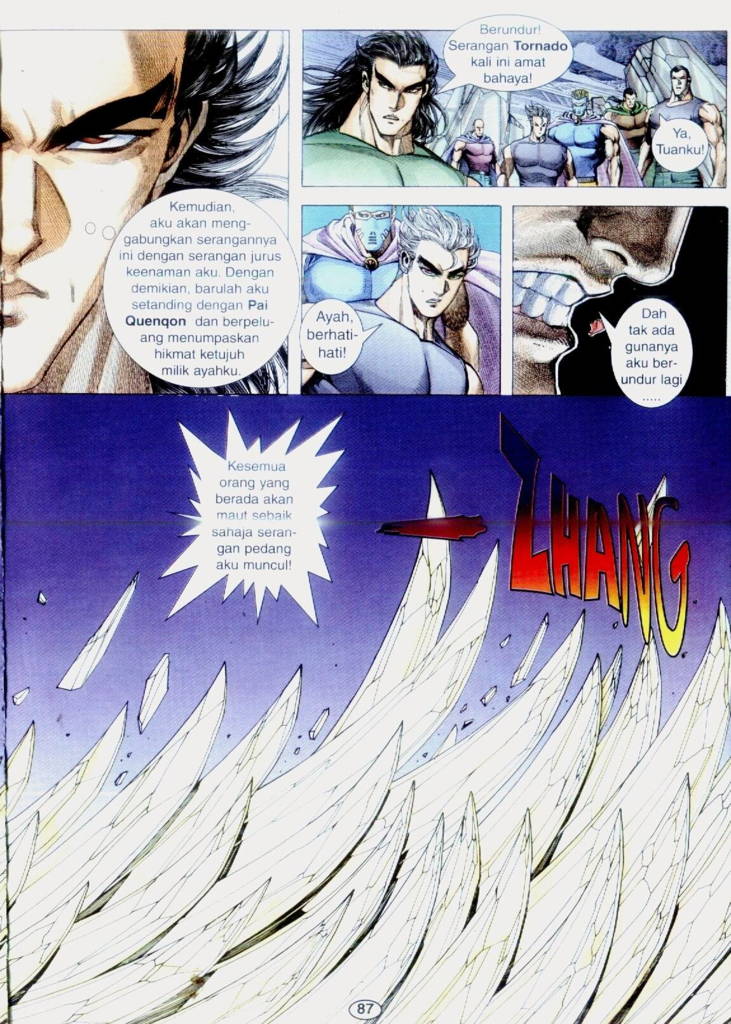 Kemudian,
aku akan meng-
gabungkan serangannya
ini dengan serangan jurus
keenaman aku. Dengan
demikian, barulah aku
setanding dengan Pai
Quenqon dan berpelu-
ang menumpaskan
hikmat ketujuh
milik ayahku.
Berundur!
Serangan Tornado
kali ini amat
bahaya!
Ya,
Tuanku!
Ayah,
berhati-
hati!
Dah
tak ada
gunanya
aku ber-
undur lagi
.....
Kesemua
orang yang
berada akan
maut sebaik
sahaja seran-
gan pedang
aku muncul!
ZHANG
87